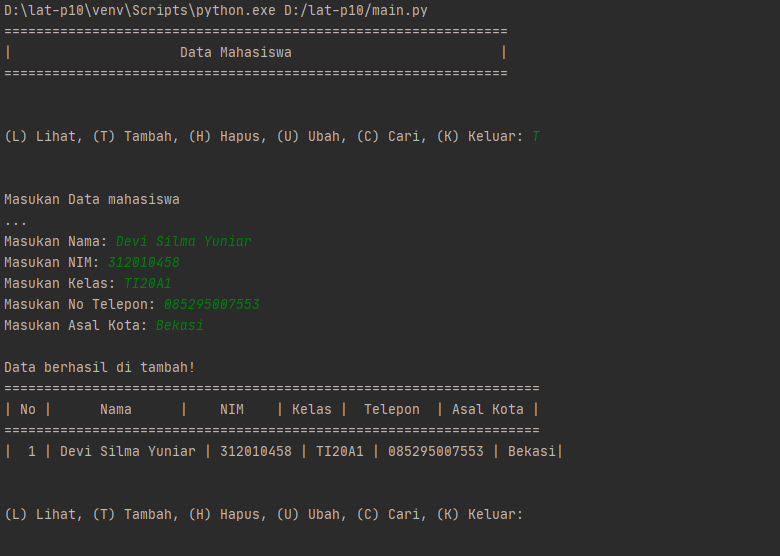 D:\lat-p10\venv\Scripts\python.exe D:/lat-p10/main.py
===============================================================
|                     Data Mahasiswa                          |
===============================================================
(L) Lihat, (T) Tambah, (H) Hapus, (U) Ubah, (C) Cari, (K) Keluar: T
Masukan Data mahasiswa
...
Masukan Nama: Devi Silma Yuniar
Masukan NIM: 312010458
Masukan Kelas: TI20A1
Masukan No Telepon: 085295007553
Masukan Asal Kota: Bekasi
Data berhasil di tambah!
===================================================================
| No |      Nama      |    NIM    | Kelas |  Telepon  | Asal Kota |
===================================================================
|  1 | Devi Silma Yuniar | 312010458 | TI20A1 | 085295007553 | Bekasi|
(L) Lihat, (T) Tambah, (H) Hapus, (U) Ubah, (C) Cari, (K) Keluar: